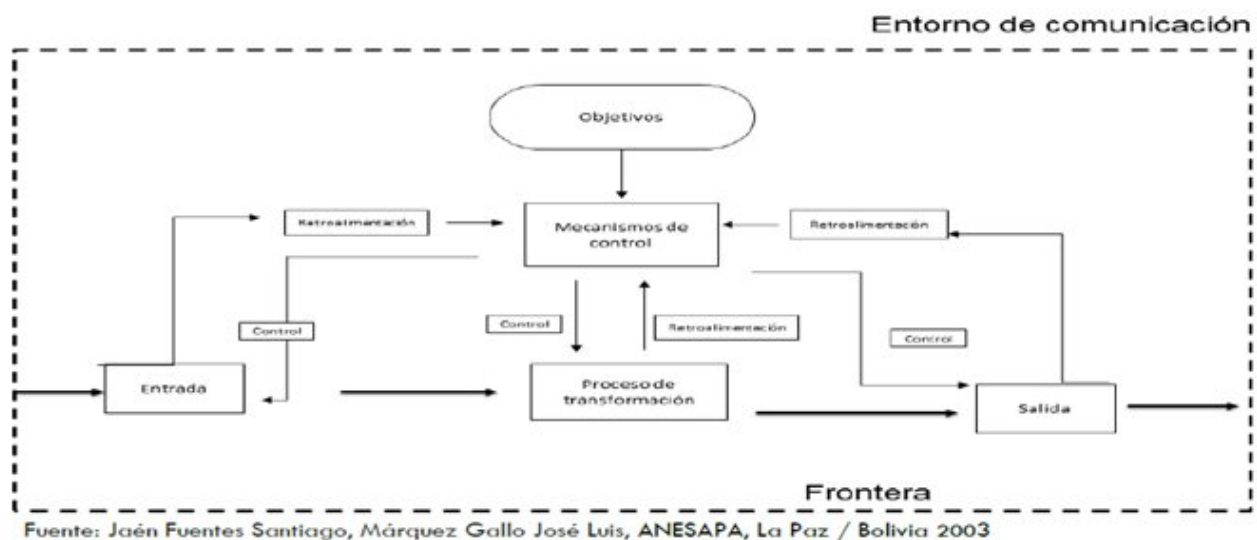 Entorno de comunicación
Objetivos
Retroalimentación
Mecanismos de
control
Retroalimentación
Control
Control
Retroalimentación
Control
Entrada
Proceso de
transformación
Salida
Frontera
Fuente: Jaén Fuentes Santiago, Márquez Gallo José Luis, ANESAPA, La Paz / Bolivia 2003